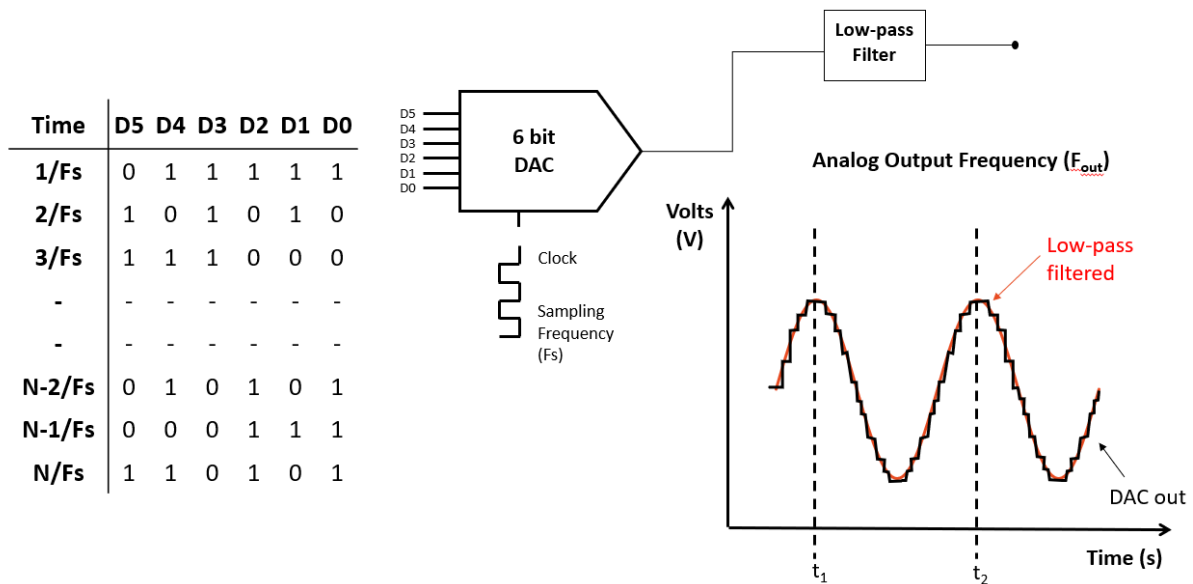 Time D5 D4 D3 D2 D1 D0
1/Fs 0 1 1 1 1 1
2/Fs 1 0 1 0 1 0
3/Fs 1 1 1 0 0 0
- - - - - - -
- - - - - - -
N-2/Fs 0 1 0 1 0 1
N-1/Fs 0 0 0 1 1 1
N/Fs 1 1 0 1 0 1
D5
D4
D3
D2
D1
D0
6 bit
DAC
Clock
Sampling
Frequency
(Fs)
Low-pass
Filter
Analog Output Frequency (Fout)
Volts
(V)
Low-pass
filtered
DAC out
Time (s)
t1
t2